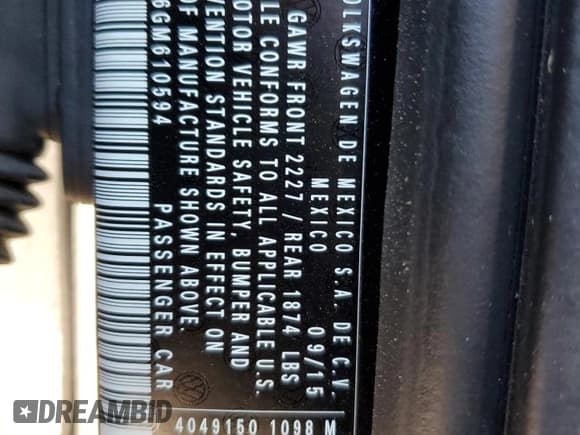 OLKSWAGEN DE MEXICO S.A. DE C.V.
MEXICO 09/15
GAWR FRONT 2227 / REAR 1874 LBS
LE CONFORMS TO ALL APPLICABLE U.S.
OTOR VEHICLE SAFETY, BUMPER AND
VENTION STANDARDS IN EFFECT ON
OF MANUFACTURE SHOWN ABOVE.
6GM610594 PASSENGER CAR
4049150 1098 M
DREAMBID